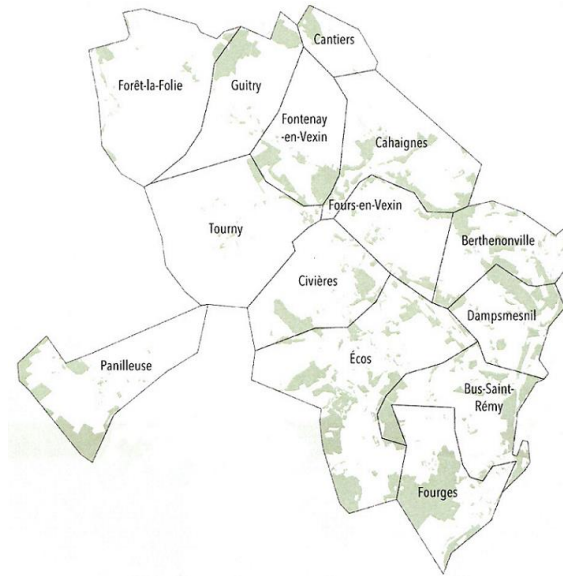 Cantiers
Forêt-la-Folie
Guitry
Fontenay
-en-Vexin
Cahaignes
Fours-en-Vexin
Tourny
Berthenonville
Civières
Dampsmesnil
Écos
Panilleuse
Bus-Saint-
Rémy
Fourges